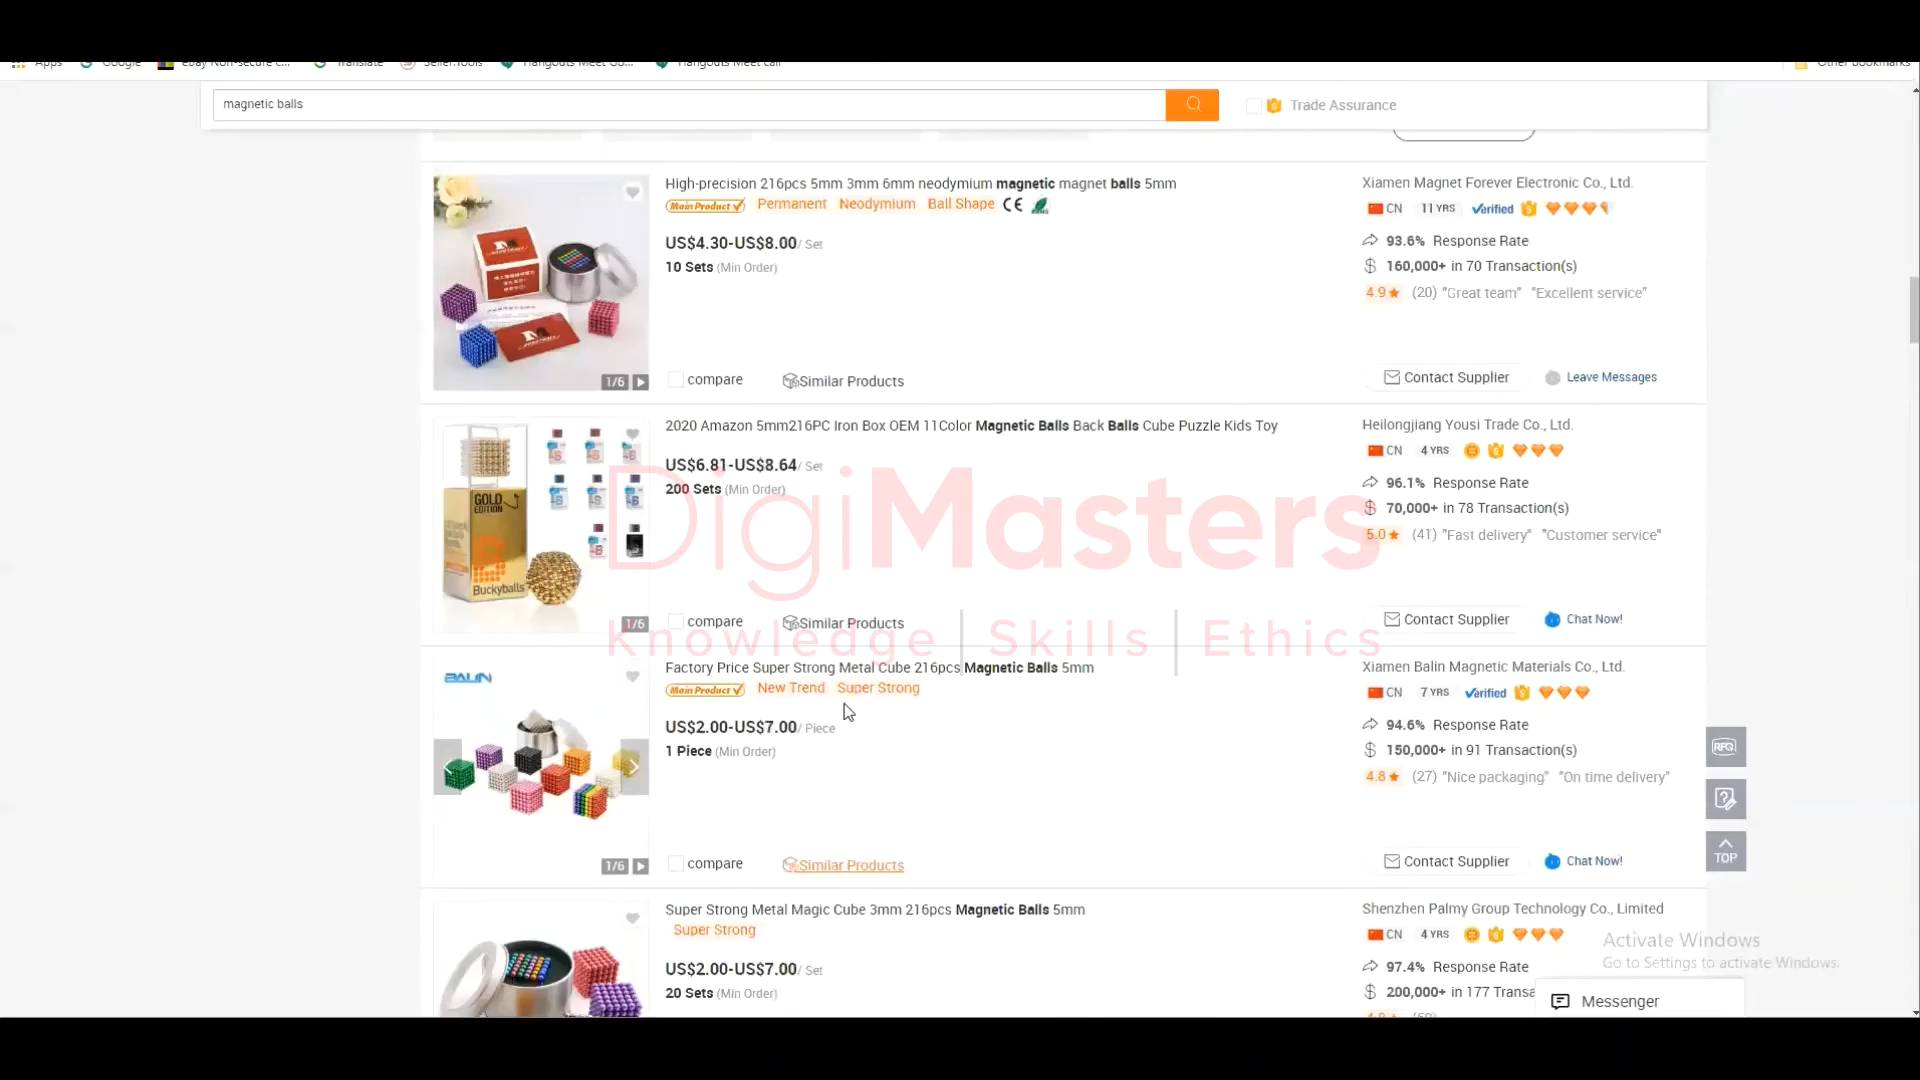 Apps Google eBay Non-secure C... Translate Seller.Tools Hangouts Meet Go... Hangouts Meet call Other bookmarks
magnetic balls Trade Assurance
High-precision 216pcs 5mm 3mm 6mm neodymium magnetic magnet balls 5mm
Main Product Permanent Neodymium Ball Shape CE
US$4.30-US$8.00/ Set
10 Sets (Min Order)
1/6
compare Similar Products
Xiamen Magnet Forever Electronic Co., Ltd.
CN 11 YRS Verified
93.6% Response Rate
160,000+ in 70 Transaction(s)
4.9 (20) "Great team" "Excellent service"
Contact Supplier Leave Messages
GOLD EDITION
Buckyballs
2020 Amazon 5mm216PC Iron Box OEM 11Color Magnetic Balls Back Balls Cube Puzzle Kids Toy
US$6.81-US$8.64/ Set
200 Sets (Min Order)
1/6
compare Similar Products
Heilongjiang Yousi Trade Co., Ltd.
CN 4 YRS
96.1% Response Rate
70,000+ in 78 Transaction(s)
5.0 (41) "Fast delivery" "Customer service"
Contact Supplier Chat Now!
DigiMasters
Knowledge | Skills | Ethics
BALIN
Factory Price Super Strong Metal Cube 216pcs Magnetic Balls 5mm
Main Product New Trend Super Strong
US$2.00-US$7.00/ Piece
1 Piece (Min Order)
1/6
compare Similar Products
Xiamen Balin Magnetic Materials Co., Ltd.
CN 7 YRS Verified
94.6% Response Rate
150,000+ in 91 Transaction(s)
4.8 (27) "Nice packaging" "On time delivery"
Contact Supplier Chat Now!
RFQ
TOP
Super Strong Metal Magic Cube 3mm 216pcs Magnetic Balls 5mm
Super Strong
US$2.00-US$7.00/ Set
20 Sets (Min Order)
Shenzhen Palmy Group Technology Co., Limited
CN 4 YRS
97.4% Response Rate
200,000+ in 177 Transa
Activate Windows
Go to Settings to activate Windows.
Messenger